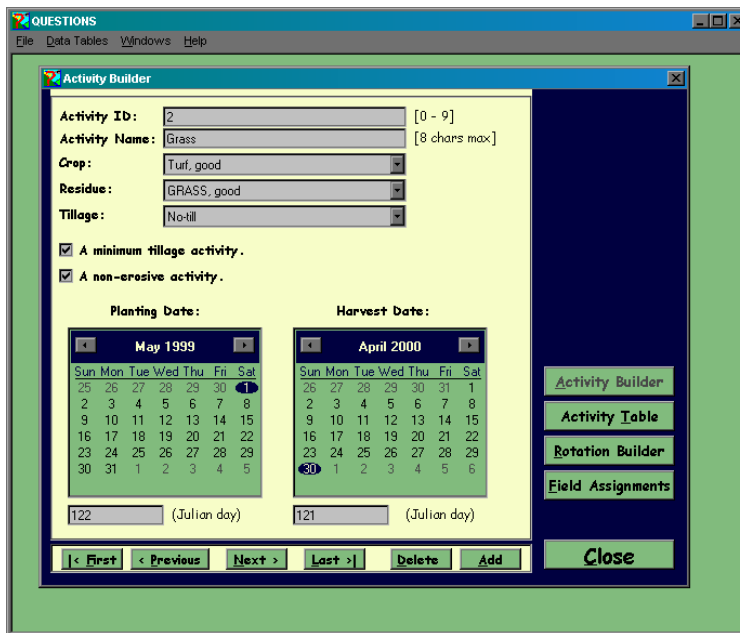 QUESTIONS
File Data Tables Windows Help
Activity Builder
Activity ID: 2 [0 - 9]
Activity Name: Grass [8 chars max]
Crop: Turf, good
Residue: GRASS, good
Tillage: No-till
A minimum tillage activity.
A non-erosive activity.
Planting Date: Harvest Date:
May 1999 April 2000
Sun Mon Tue Wed Thu Fri Sat Sun Mon Tue Wed Thu Fri Sat
25 26 27 28 29 30 1 26 27 28 29 30 31 1
2 3 4 5 6 7 8 2 3 4 5 6 7 8
9 10 11 12 13 14 15 9 10 11 12 13 14 15
16 17 18 19 20 21 22 16 17 18 19 20 21 22
23 24 25 26 27 28 29 23 24 25 26 27 28 29
30 31 1 2 3 4 5 30 1 2 3 4 5 6
122 (Julian day) 121 (Julian day)
|< First < Previous Next > Last >| Delete Add
Activity Builder
Activity Table
Rotation Builder
Field Assignments
Close